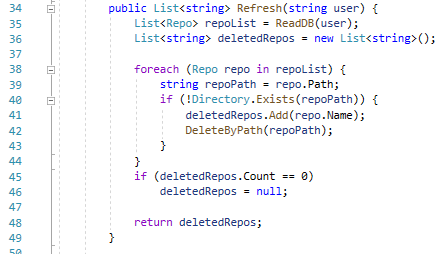 34 public List<string> Refresh(string user) {
35 List<Repo> repoList = ReadDB(user);
36 List<string> deletedRepos = new List<string>();
37
38 foreach (Repo repo in repoList) {
39 string repoPath = repo.Path;
40 if (!Directory.Exists(repoPath)) {
41 deletedRepos.Add(repo.Name);
42 DeleteByPath(repoPath);
43 }
44 }
45 if (deletedRepos.Count == 0)
46 deletedRepos = null;
47
48 return deletedRepos;
49 }
50